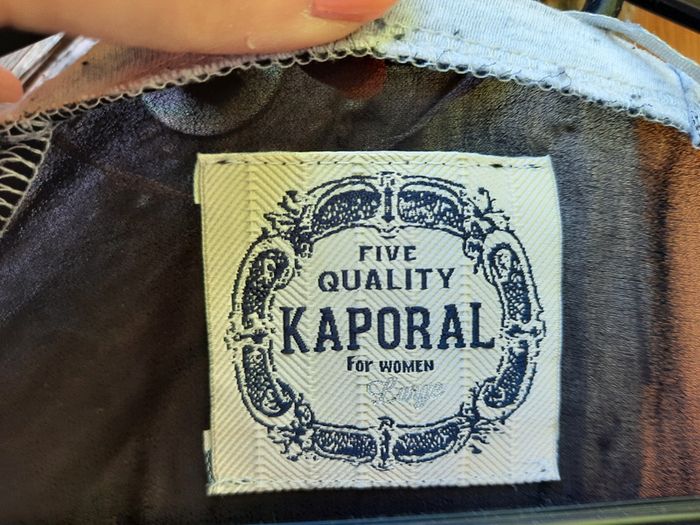 FIVE
QUALITY
KAPORAL
FOR WOMEN
Large